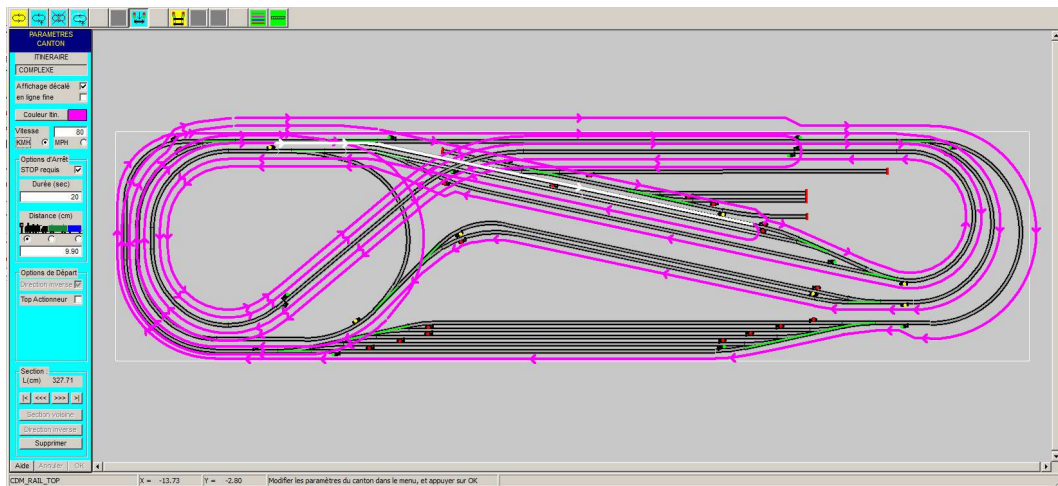 PARAMETRES
CANTON
ITINERAIRE
COMPLEXE
Affichage décalé
en ligne fine
Couleur Itin.
Vitesse 80
KMH MPH
Options d'Arrêt
STOP requis
Durée (sec)
20
Distance (cm)
9.90
Options de Départ
Direction inverse
Top Actionneur
Section :
L(cm) 327.71
|< <<< >>> >|
Section voisine
Direction inverse
Supprimer
Aide Annuler OK
CDM_RAIL_TOP X = -13.73 Y = -2.80 Modifier les paramètres du canton dans le menu, et appuyer sur OK